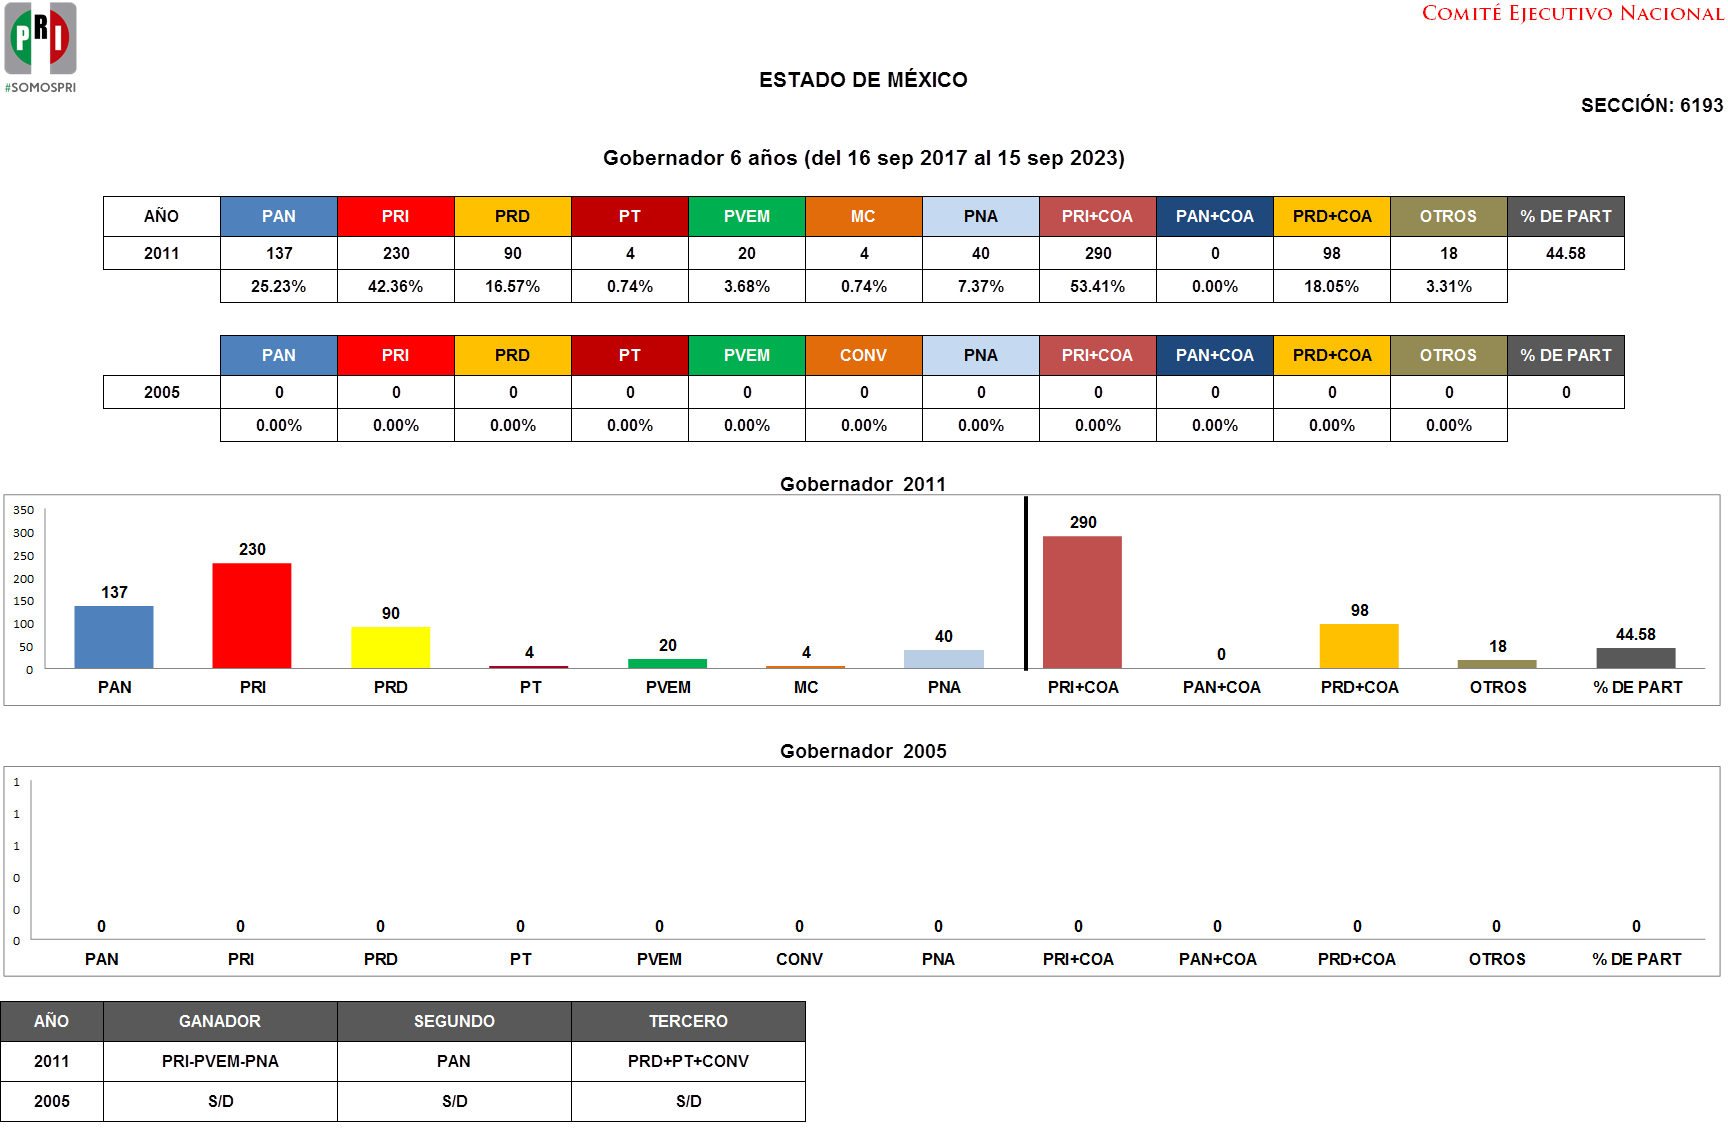 PRI
#SOMOSPRI
COMITÉ EJECUTIVO NACIONAL
ESTADO DE MÉXICO
SECCIÓN: 6193
Gobernador 6 años (del 16 sep 2017 al 15 sep 2023)
AÑO PAN PRI PRD PT PVEM MC PNA PRI+COA PAN+COA PRD+COA OTROS % DE PART
2011 137 230 90 4 20 4 40 290 0 98 18 44.58
25.23% 42.36% 16.57% 0.74% 3.68% 0.74% 7.37% 53.41% 0.00% 18.05% 3.31%
PAN PRI PRD PT PVEM CONV PNA PRI+COA PAN+COA PRD+COA OTROS % DE PART
2005 0 0 0 0 0 0 0 0 0 0 0 0
0.00% 0.00% 0.00% 0.00% 0.00% 0.00% 0.00% 0.00% 0.00% 0.00% 0.00%
Gobernador 2011
350
300
250
200
150
100
50
0
137 230 90 4 20 4 40 290 0 98 18 44.58
PAN PRI PRD PT PVEM MC PNA PRI+COA PAN+COA PRD+COA OTROS % DE PART
Gobernador 2005
1
1
1
0
0
0
0 0 0 0 0 0 0 0 0 0 0 0
PAN PRI PRD PT PVEM CONV PNA PRI+COA PAN+COA PRD+COA OTROS % DE PART
AÑO GANADOR SEGUNDO TERCERO
2011 PRI-PVEM-PNA PAN PRD+PT+CONV
2005 S/D S/D S/D